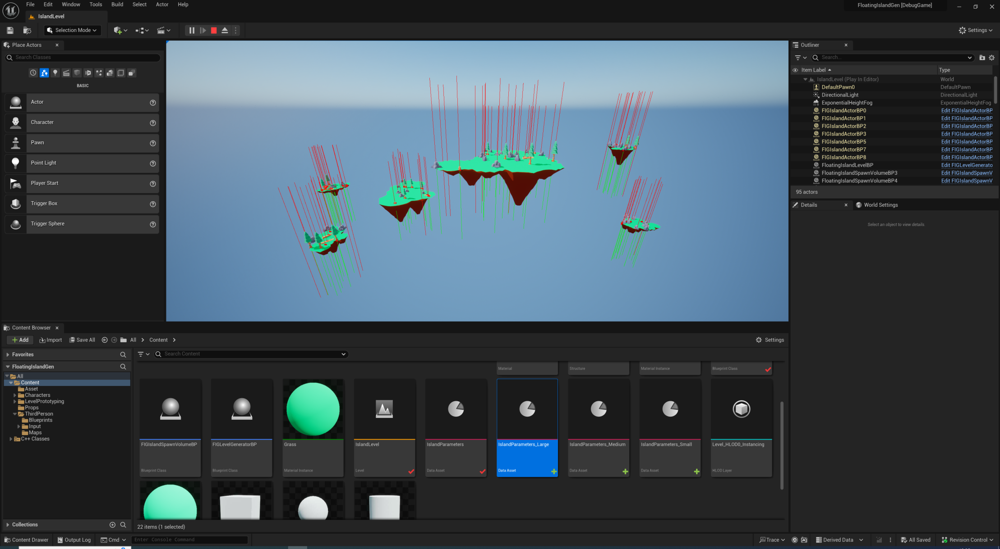 File Edit Window Tools Build Select Actor Help
FloatingIslandGen [DebugGame]
IslandLevel
Selection Mode
Settings
Place Actors
Search Classes
BASIC
Actor
Character
Pawn
Point Light
Player Start
Trigger Box
Trigger Sphere
Outliner
Search...
Item Label Type
IslandLevel (Play In Editor) World
DefaultPawn0 DefaultPawn
DirectionalLight DirectionalLight
ExponentialHeightFog ExponentialHeightFog
FIGIslandActorBP0 Edit FIGIslandActorBP
FIGIslandActorBP1 Edit FIGIslandActorBP
FIGIslandActorBP2 Edit FIGIslandActorBP
FIGIslandActorBP3 Edit FIGIslandActorBP
FIGIslandActorBP5 Edit FIGIslandActorBP
FIGIslandActorBP7 Edit FIGIslandActorBP
FIGIslandActorBP8 Edit FIGIslandActorBP
FloatingIslandLevelBP Edit FIGLevelGenerato
FloatingIslandSpawnVolumeBP3 Edit FIGIslandSpawnV
FloatingIslandSpawnVolumeBP4 Edit FIGIslandSpawnV
95 actors
Details World Settings
Select an object to view details.
Content Browser
Add Import Save All All Content
Settings
Favorites
FloatingIslandGen
All
Content
Asset
Characters
LevelPrototyping
Props
ThirdPerson
Blueprints
Input
Maps
C++ Classes
Collections
Search Content
Material Structure Material Instance Blueprint Class
FIGIslandSpawnVolumeBP FIGLevelGeneratorBP Grass IslandLevel IslandParameters IslandParameters_Large IslandParameters_Medium IslandParameters_Small Level_HLOD0_Instancing
Blueprint Class Blueprint Class Material Instance Level Data Asset Data Asset Data Asset Data Asset HLOD Layer
22 items (1 selected)
Content Drawer Output Log Cmd Enter Console Command
Trace Derived Data All Saved Revision Control